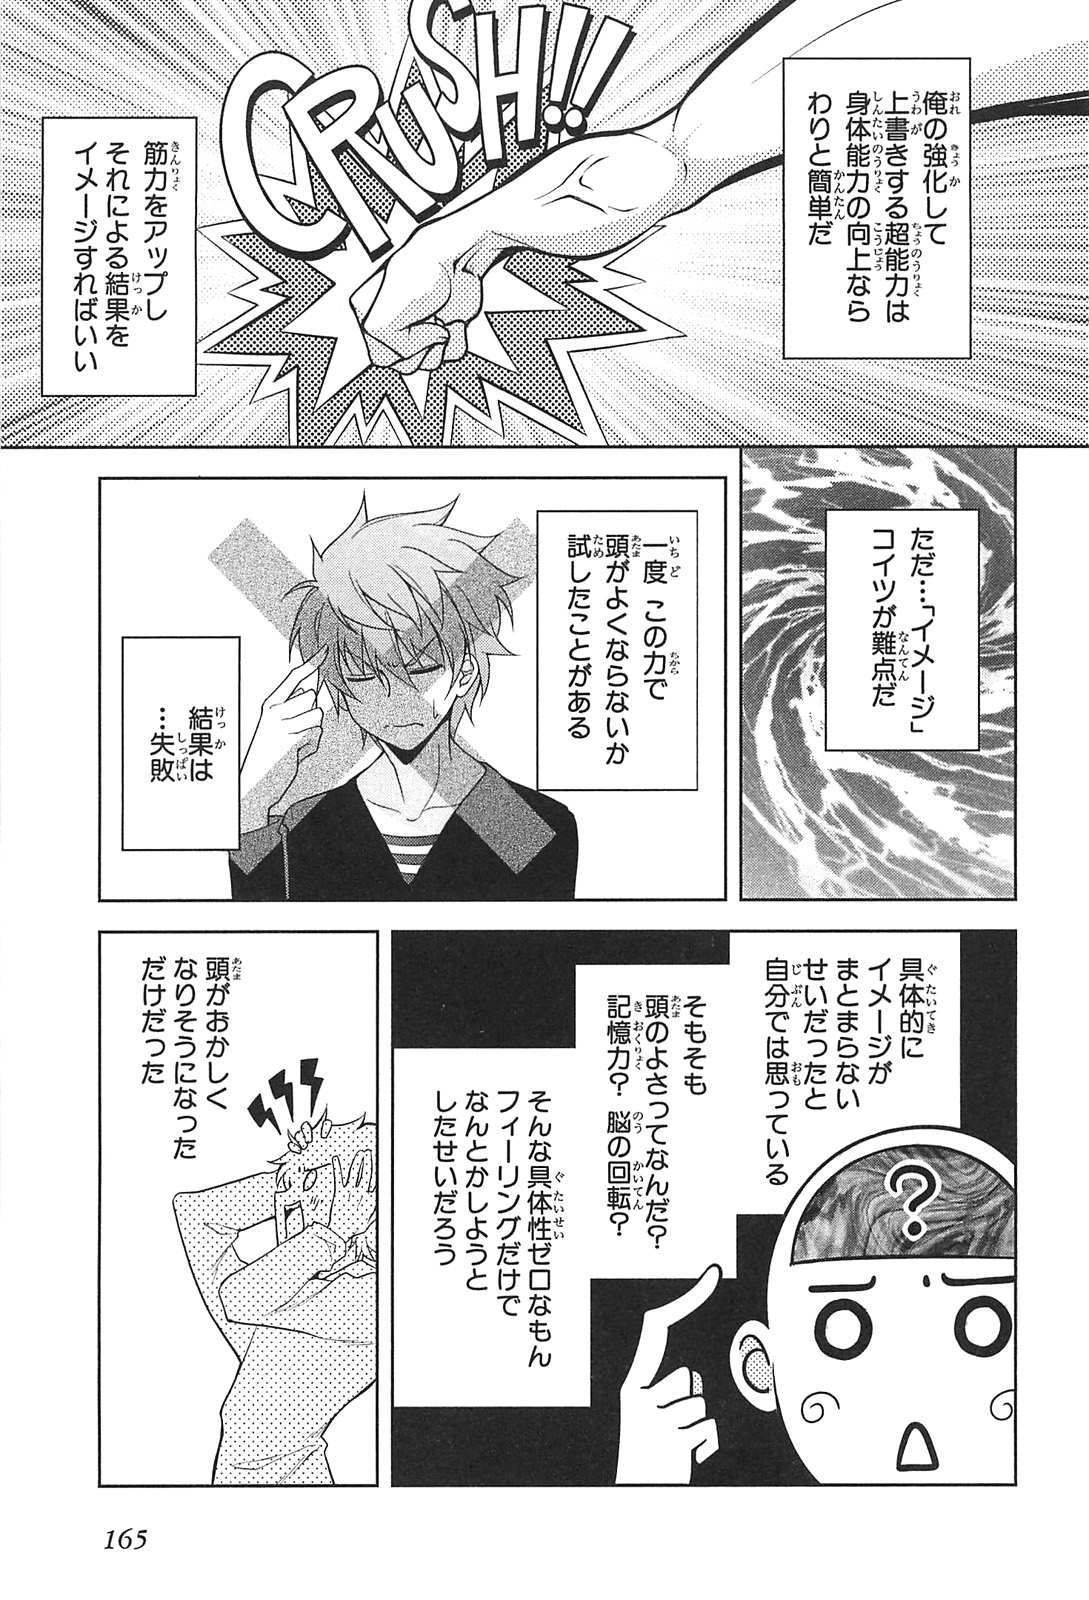 俺の強化して
上書きする超能力は
身体能力の向上なら
わりと簡単だ
CRUSH!!
筋力をアップし
それによる結果を
イメージすればいい
ただ…「イメージ」
コイツが難点だ
一度 この力で
頭がよくならないか
試したことがある
結果は
…失敗
具体的に
イメージが
まとまらない
せいだったと
自分では思っている
そもそも
頭のよさってなんだ?
記憶力? 脳の回転?
そんな具体性ゼロなもん
フィーリングだけで
なんとかしようと
したせいだろう
?
頭がおかしく
なりそうになった
だけだった
165